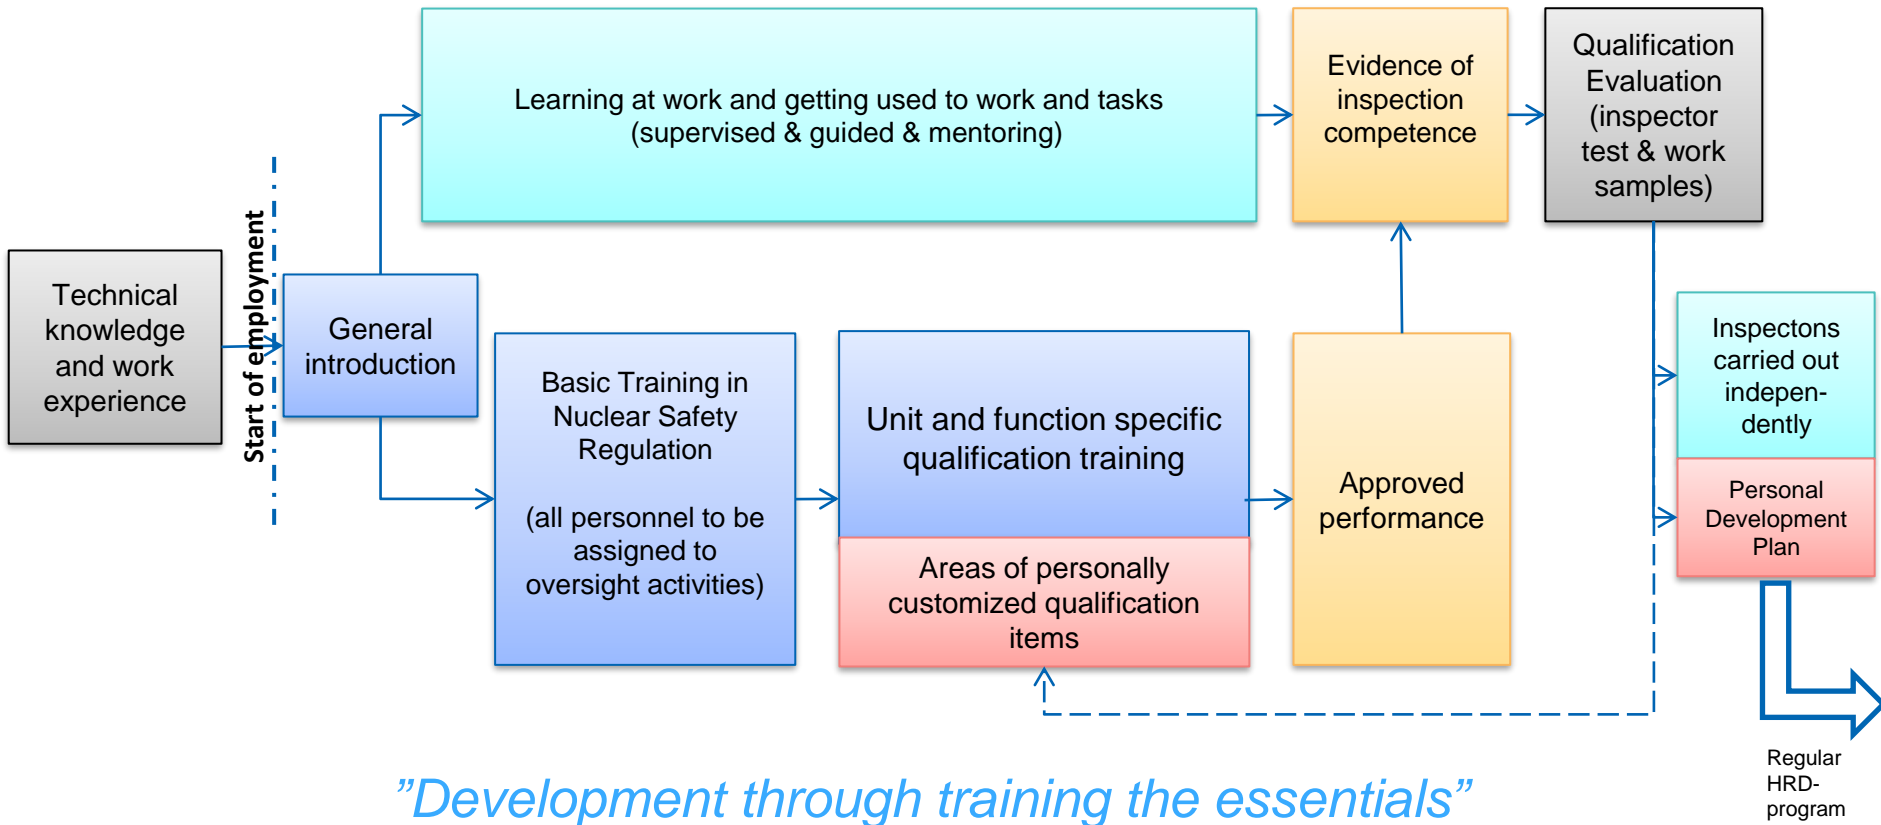 Technical
knowledge
and work
experience
Start of employment
General
introduction
Learning at work and getting used to work and tasks
(supervised & guided & mentoring)
Basic Training in
Nuclear Safety
Regulation
(all personnel to be
assigned to
oversight activities)
Unit and function specific
qualification training
Areas of personally
customized qualification
items
Approved
performance
Evidence of
inspection
competence
Qualification
Evaluation
(inspector
test & work
samples)
Inspectons
carried out
indepen-
dently
Personal
Development
Plan
Regular
HRD-
program
”Development through training the essentials”